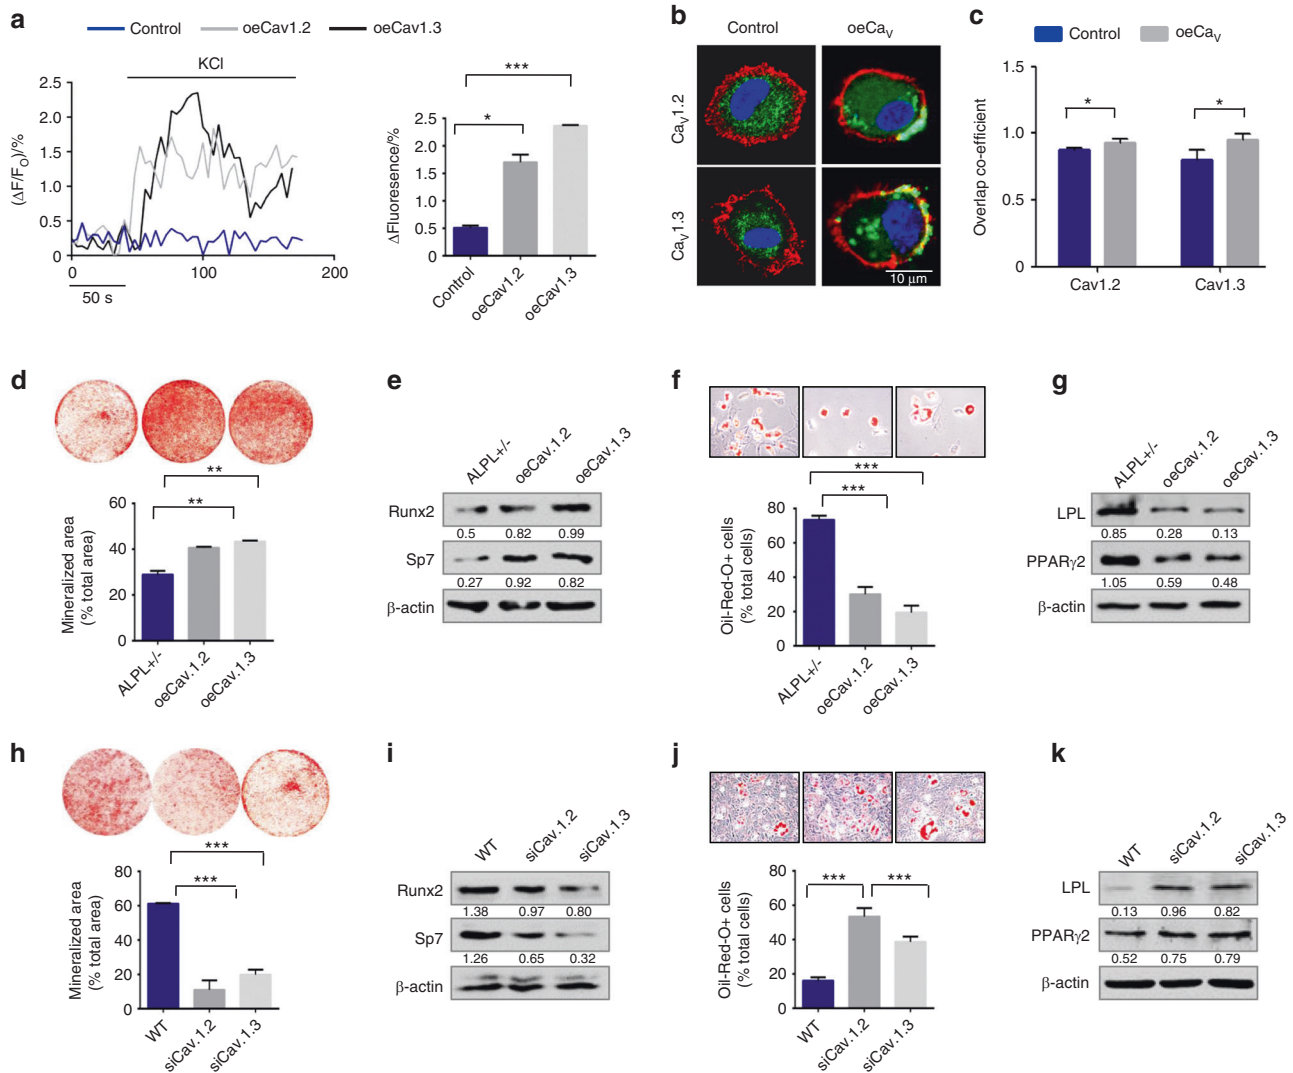 a
Control oeCav1.2 oeCav1.3
KCl
(ΔF/F_O)/%
2.5
2.0
1.5
1.0
0.5
0
0 100 200
50 s
***
*
ΔFluoresence/%
2.5
2.0
1.5
1.0
0.5
0
Control oeCav1.2 oeCav1.3
b
Control oeCa_V
Ca_V1.2
Ca_V1.3
10 μm
c
Control oeCa_V
Overlap co-efficient
1.5
1.0
0.5
0
* *
Cav1.2 Cav1.3
d
**
**
Mineralized area
(% total area)
60
40
20
0
ALPL+/- oeCav.1.2 oeCav.1.3
e
ALPL+/- oeCav.1.2 oeCav.1.3
Runx2
0.5 0.82 0.99
Sp7
0.27 0.92 0.82
β-actin
f
***
***
Oil-Red-O+ cells
(% total cells)
80
60
40
20
0
ALPL+/- oeCav.1.2 oeCav.1.3
g
ALPL+/- oeCav.1.2 oeCav.1.3
LPL
0.85 0.28 0.13
PPARγ2
1.05 0.59 0.48
β-actin
h
***
***
Mineralized area
(% total area)
80
60
40
20
0
WT siCav.1.2 siCav.1.3
i
WT siCav.1.2 siCav.1.3
Runx2
1.38 0.97 0.80
Sp7
1.26 0.65 0.32
β-actin
j
*** ***
Oil-Red-O+ cells
(% total cells)
80
60
40
20
0
WT siCav.1.2 siCav.1.3
k
WT siCav.1.2 siCav.1.3
LPL
0.13 0.96 0.82
PPARγ2
0.52 0.75 0.79
β-actin